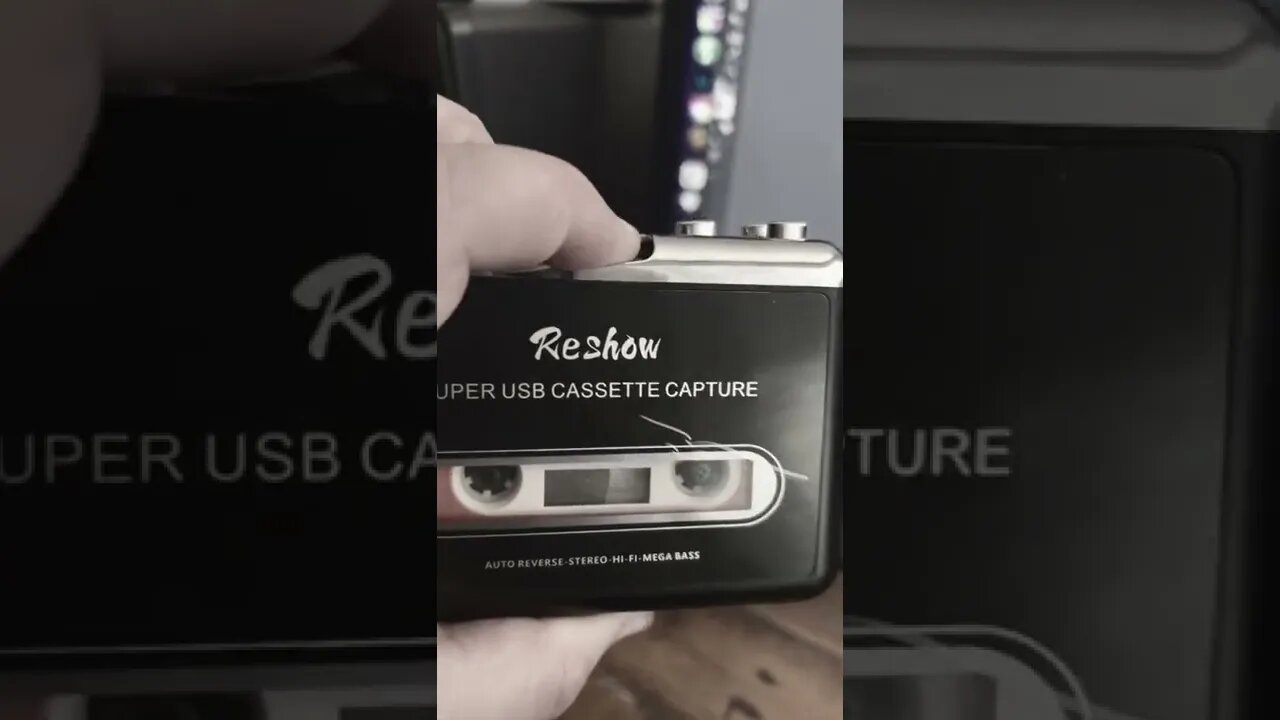 Reshow
UPER USB CASSETTE CAPTURE
AUTO REVERSE-STEREO-HI-FI-MEGA BASS